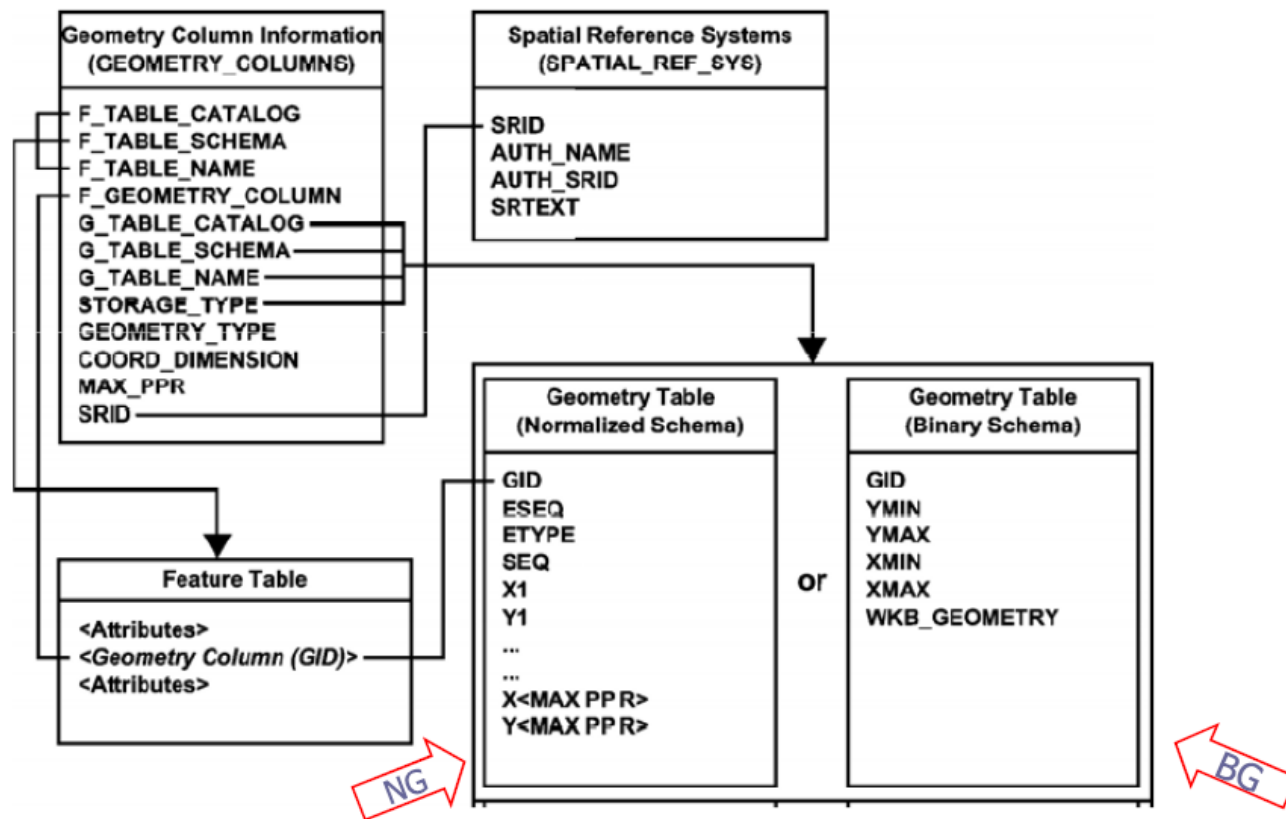 Geometry Column Information
(GEOMETRY_COLUMNS)
F_TABLE_CATALOG
F_TABLE_SCHEMA
F_TABLE_NAME
F_GEOMETRY_COLUMN
G_TABLE_CATALOG
G_TABLE_SCHEMA
G_TABLE_NAME
STORAGE_TYPE
GEOMETRY_TYPE
COORD_DIMENSION
MAX_PPR
SRID
Spatial Reference Systems
(SPATIAL_REF_SYS)
SRID
AUTH_NAME
AUTH_SRID
SRTEXT
Feature Table
<Attributes>
<Geometry Column (GID)>
<Attributes>
Geometry Table
(Normalized Schema)
GID
ESEQ
ETYPE
SEQ
X1
Y1
...
...
X<MAX PPR>
Y<MAX PPR>
or
Geometry Table
(Binary Schema)
GID
YMIN
YMAX
XMIN
XMAX
WKB_GEOMETRY
NG
BG